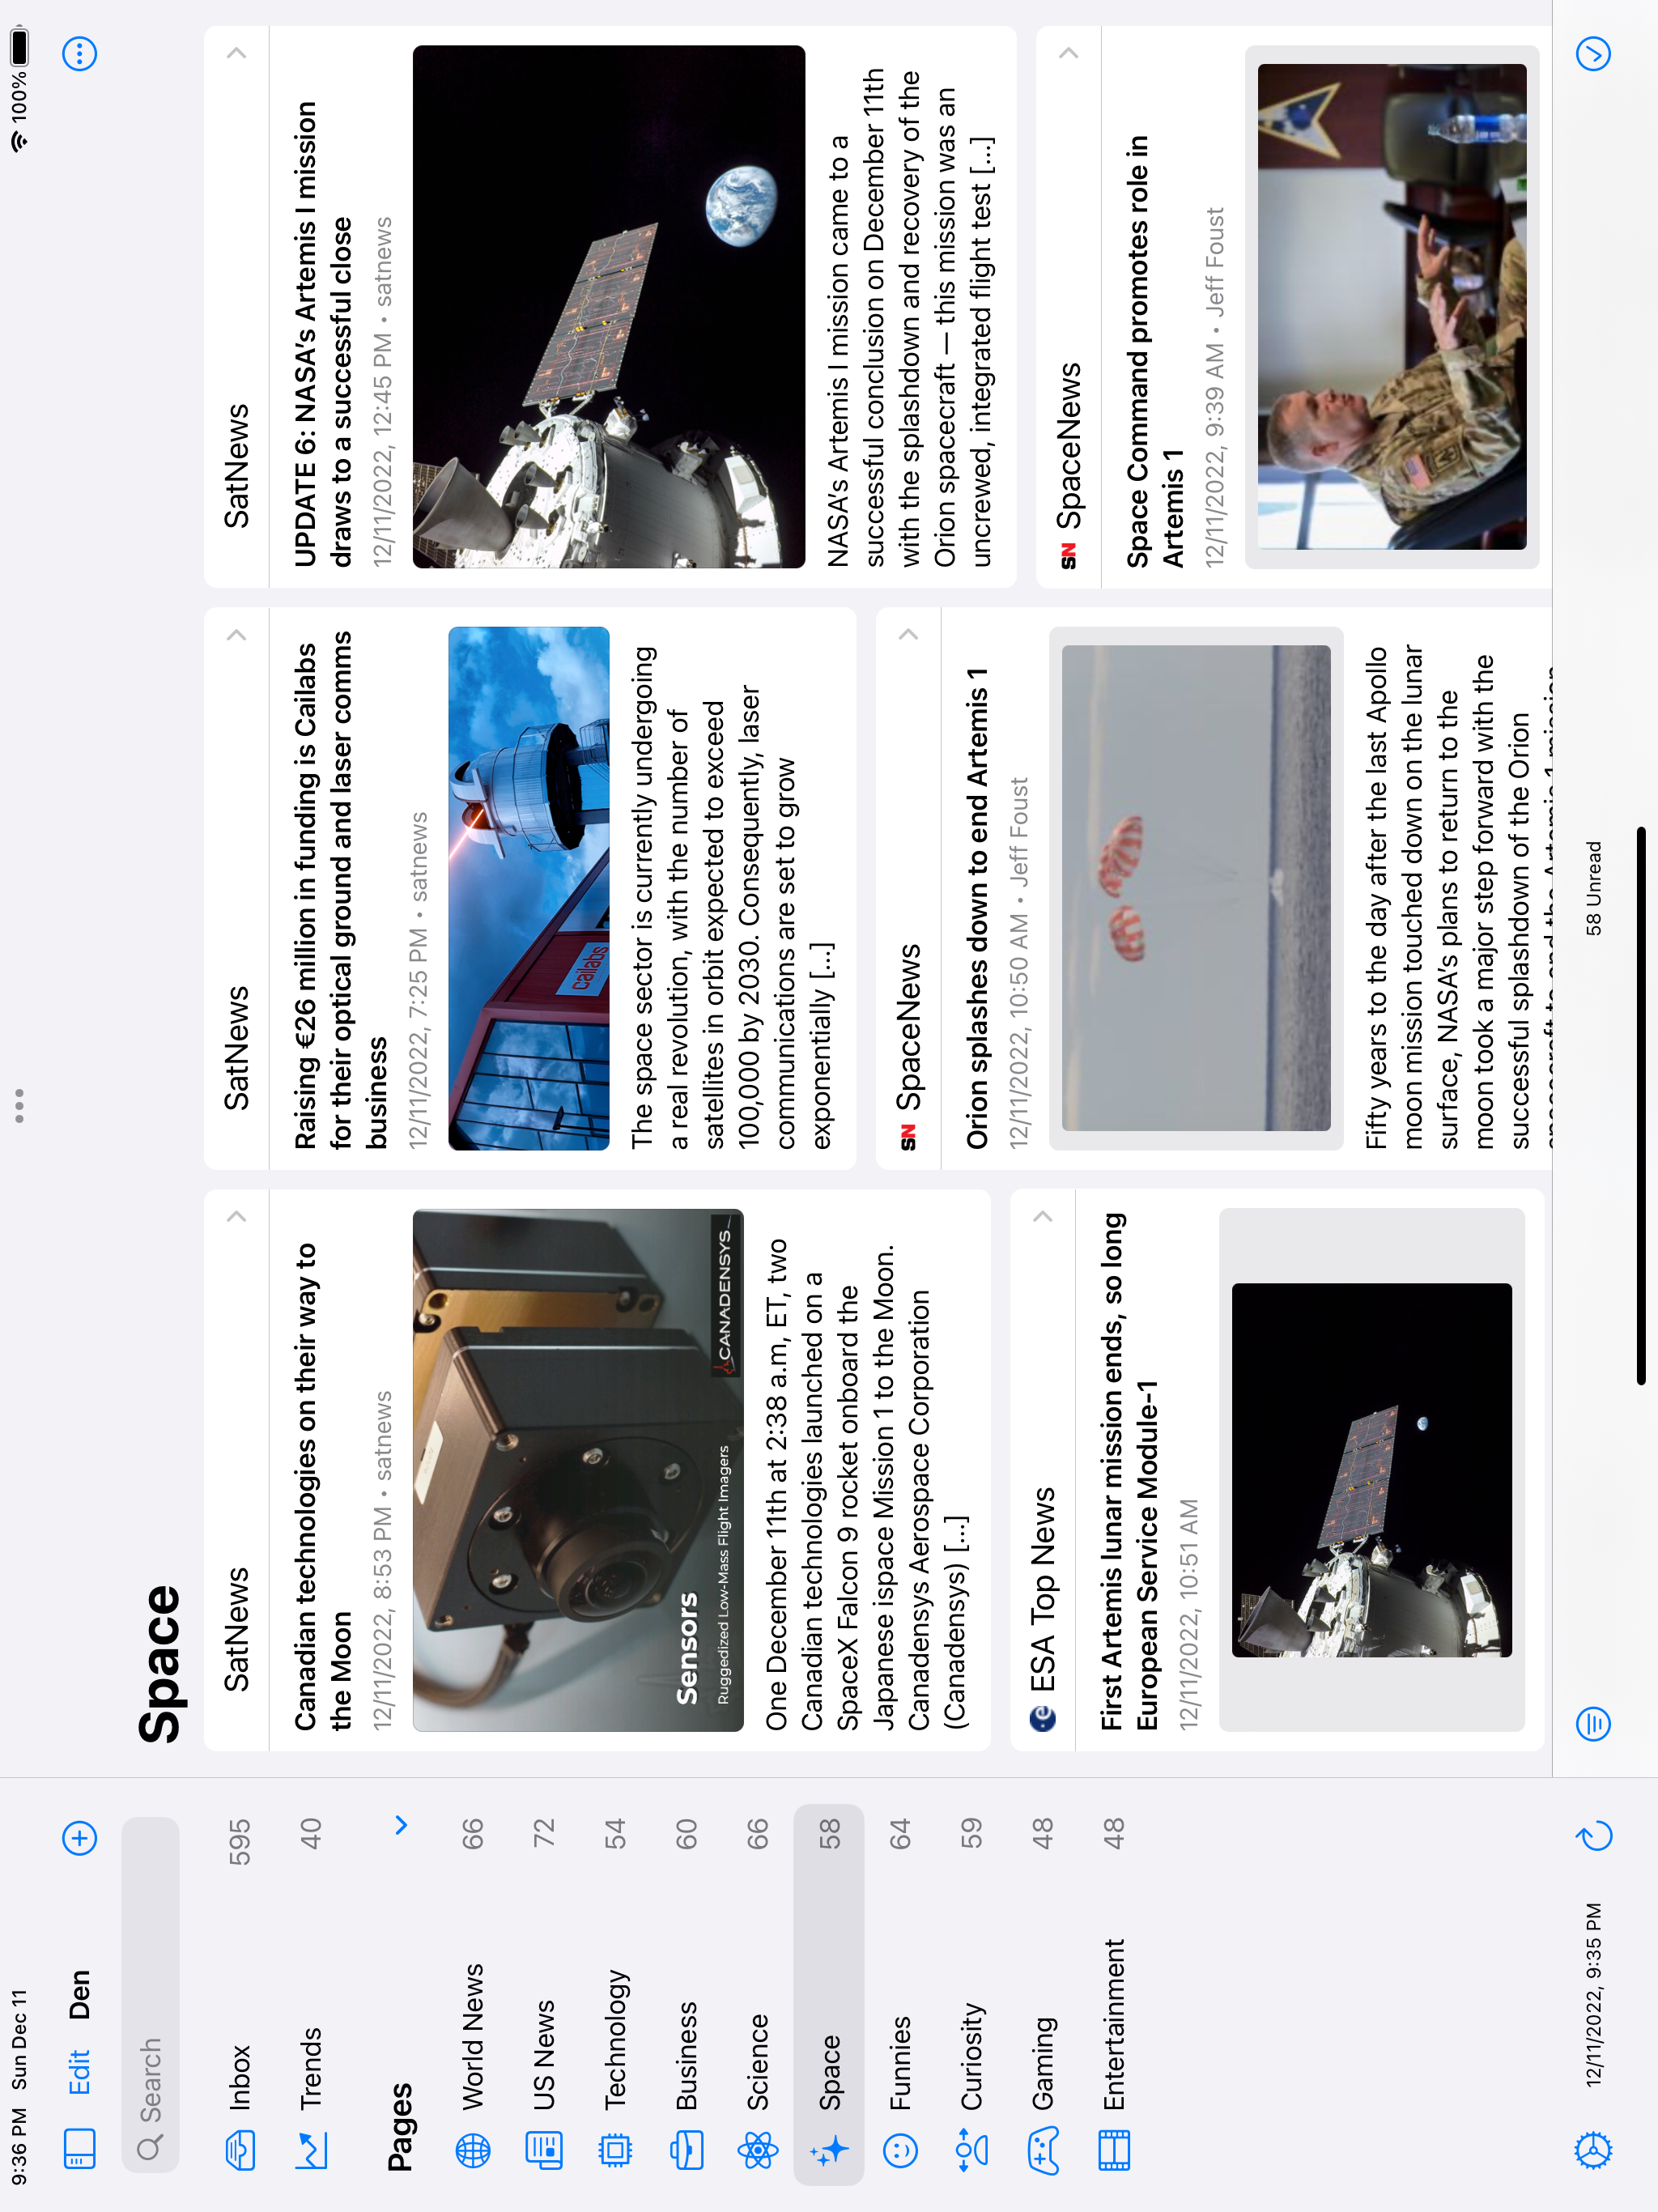 9:36 PM Sun Dec 11
100%
Edit
Den
Search
Inbox 595
Trends 40
Pages
World News 66
US News 72
Technology 54
Business 60
Science 66
Space 58
Funnies 64
Curiosity 59
Gaming 48
Entertainment 48
12/11/2022, 9:35 PM
Space
SatNews
Canadian technologies on their way to
the Moon
12/11/2022, 8:53 PM • satnews
Sensors
Ruggedized Low-Mass Flight Imagers
CANADENSYS
One December 11th at 2:38 a.m, ET, two
Canadian technologies launched on a
SpaceX Falcon 9 rocket onboard the
Japanese ispace Mission 1 to the Moon.
Canadensys Aerospace Corporation
(Canadensys) [...]
esa
ESA Top News
First Artemis lunar mission ends, so long
European Service Module-1
12/11/2022, 10:51 AM
SatNews
Raising €26 million in funding is Cailabs
for their optical ground and laser comms
business
12/11/2022, 7:25 PM • satnews
cailabs
The space sector is currently undergoing
a real revolution, with the number of
satellites in orbit expected to exceed
100,000 by 2030. Consequently, laser
communications are set to grow
exponentially [...]
SN SpaceNews
Orion splashes down to end Artemis 1
12/11/2022, 10:50 AM • Jeff Foust
Fifty years to the day after the last Apollo
moon mission touched down on the lunar
surface, NASA's plans to return to the
moon took a major step forward with the
successful splashdown of the Orion
spacecraft to end the Artemis 1 mission
SatNews
UPDATE 6: NASA's Artemis I mission
draws to a successful close
12/11/2022, 12:45 PM • satnews
NASA's Artemis I mission came to a
successful conclusion on December 11th
with the splashdown and recovery of the
Orion spacecraft — this mission was an
uncrewed, integrated flight test [...]
SN SpaceNews
Space Command promotes role in
Artemis 1
12/11/2022, 9:39 AM • Jeff Foust
58 Unread